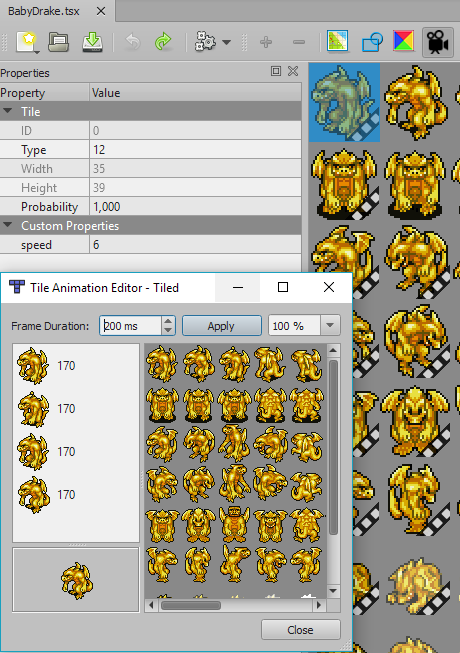 BabyDrake.tsx
Properties
Property Value
Tile
ID 0
Type 12
Width 35
Height 39
Probability 1,000
Custom Properties
speed 6
Tile Animation Editor - Tiled
Frame Duration: 200 ms Apply 100 %
170
170
170
170
Close